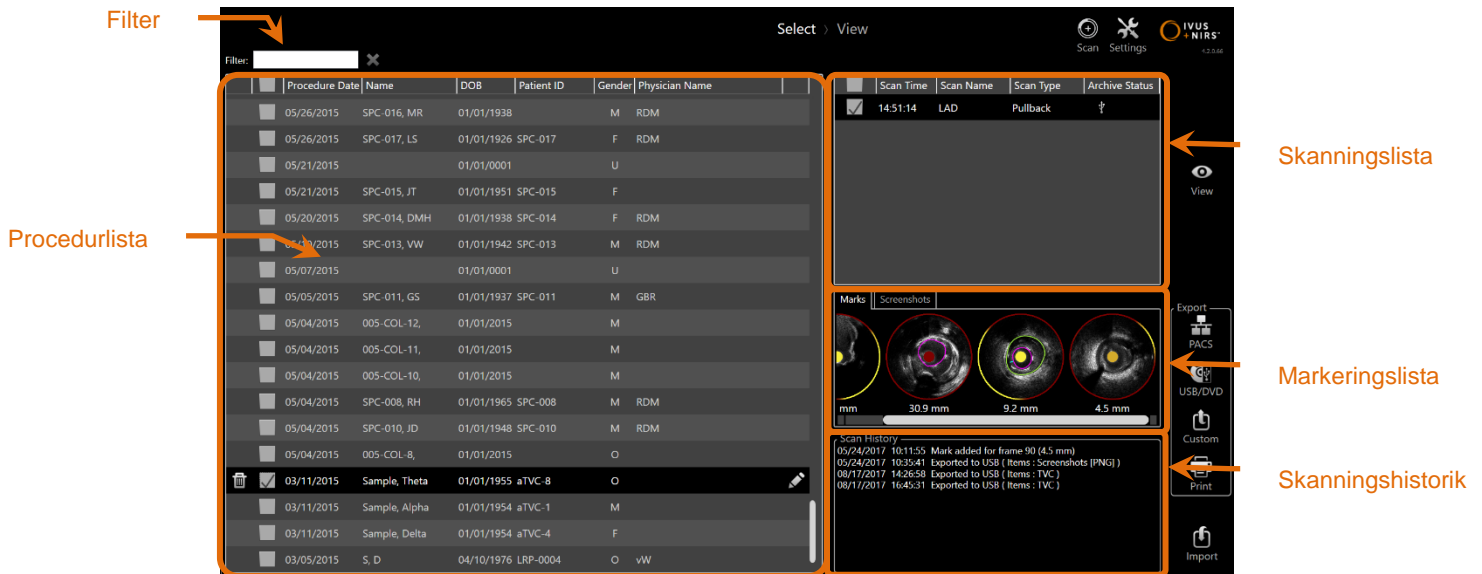 Filter
Select > View
Scan
Settings
IVUS
+NIRS
4.2.0.46
Filter:
Procedure Date Name DOB Patient ID Gender Physician Name
05/26/2015 SPC-016, MR 01/01/1938 M RDM
05/26/2015 SPC-017, LS 01/01/1926 SPC-017 F RDM
05/21/2015 01/01/0001 U
05/21/2015 SPC-015, JT 01/01/1951 SPC-015 F
05/20/2015 SPC-014, DMH 01/01/1938 SPC-014 F RDM
SPC-013, VW 01/01/1942 SPC-013 M RDM
05/07/2015 01/01/0001 U
05/05/2015 SPC-011, GS 01/01/1937 SPC-011 M GBR
05/04/2015 005-COL-12, 01/01/2015 M
05/04/2015 005-COL-11, 01/01/2015 M
05/04/2015 005-COL-10, 01/01/2015 M
05/04/2015 SPC-008, RH 01/01/1965 SPC-008 M RDM
05/04/2015 SPC-010, JD 01/01/1948 SPC-010 M RDM
05/04/2015 005-COL-8, 01/01/2015 O
03/11/2015 Sample, Theta 01/01/1955 aTVC-8 O
03/11/2015 Sample, Alpha 01/01/1954 aTVC-1 M
03/11/2015 Sample, Delta 01/01/1954 aTVC-4 F
03/05/2015 S, D 04/10/1976 LRP-0004 O vW
Procedurlista
Scan Time Scan Name Scan Type Archive Status
14:51:14 LAD Pullback
Skanningslista
View
Marks Screenshots
mm 30.9 mm 9.2 mm 4.5 mm
Markeringslista
Export
PACS
USB/DVD
Custom
Print
Scan History
05/24/2017 10:11:55 Mark added for frame 90 (4.5 mm)
05/24/2017 10:35:41 Exported to USB ( Items : Screenshots [PNG] )
08/17/2017 14:26:58 Exported to USB ( Items : TVC )
08/17/2017 16:45:31 Exported to USB ( Items : TVC )
Skanningshistorik
Import